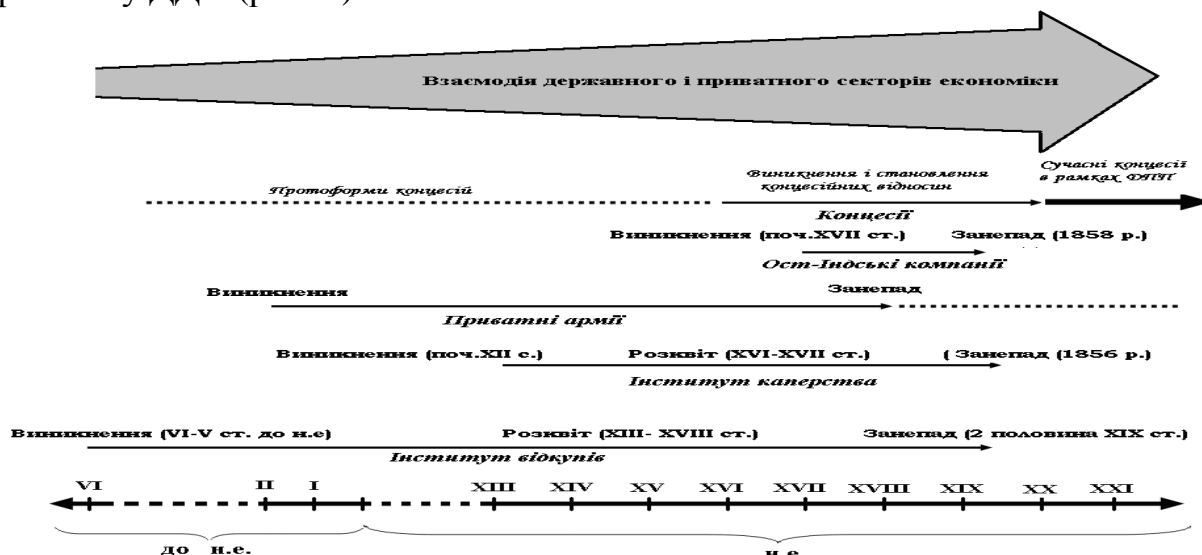 Взаємодія державного і приватного секторів економіки
Сучасні концесії
в рамках ДПП
Виникнення і становлення
концесійних відносин
Протоформи концесій
Концесії
Виникнення (поч.XVII ст.) Занепад (1858 р.)
Ост-Індські компанії
Виникнення Занепад
Приватні армії
Виникнення (поч.XII с.) Розквіт (XVI-XVII ст.) ( Занепад (1856 р.)
Інститут каперства
Виникнення (VI-V ст. до н.е) Розквіт (XIII- XVIII ст.) Занепад (2 половина XIX ст.)
Інститут відкупів
VI II I XIII XIV XV XVI XVII XVIII XIX XX XXI
до н.е. н.е.